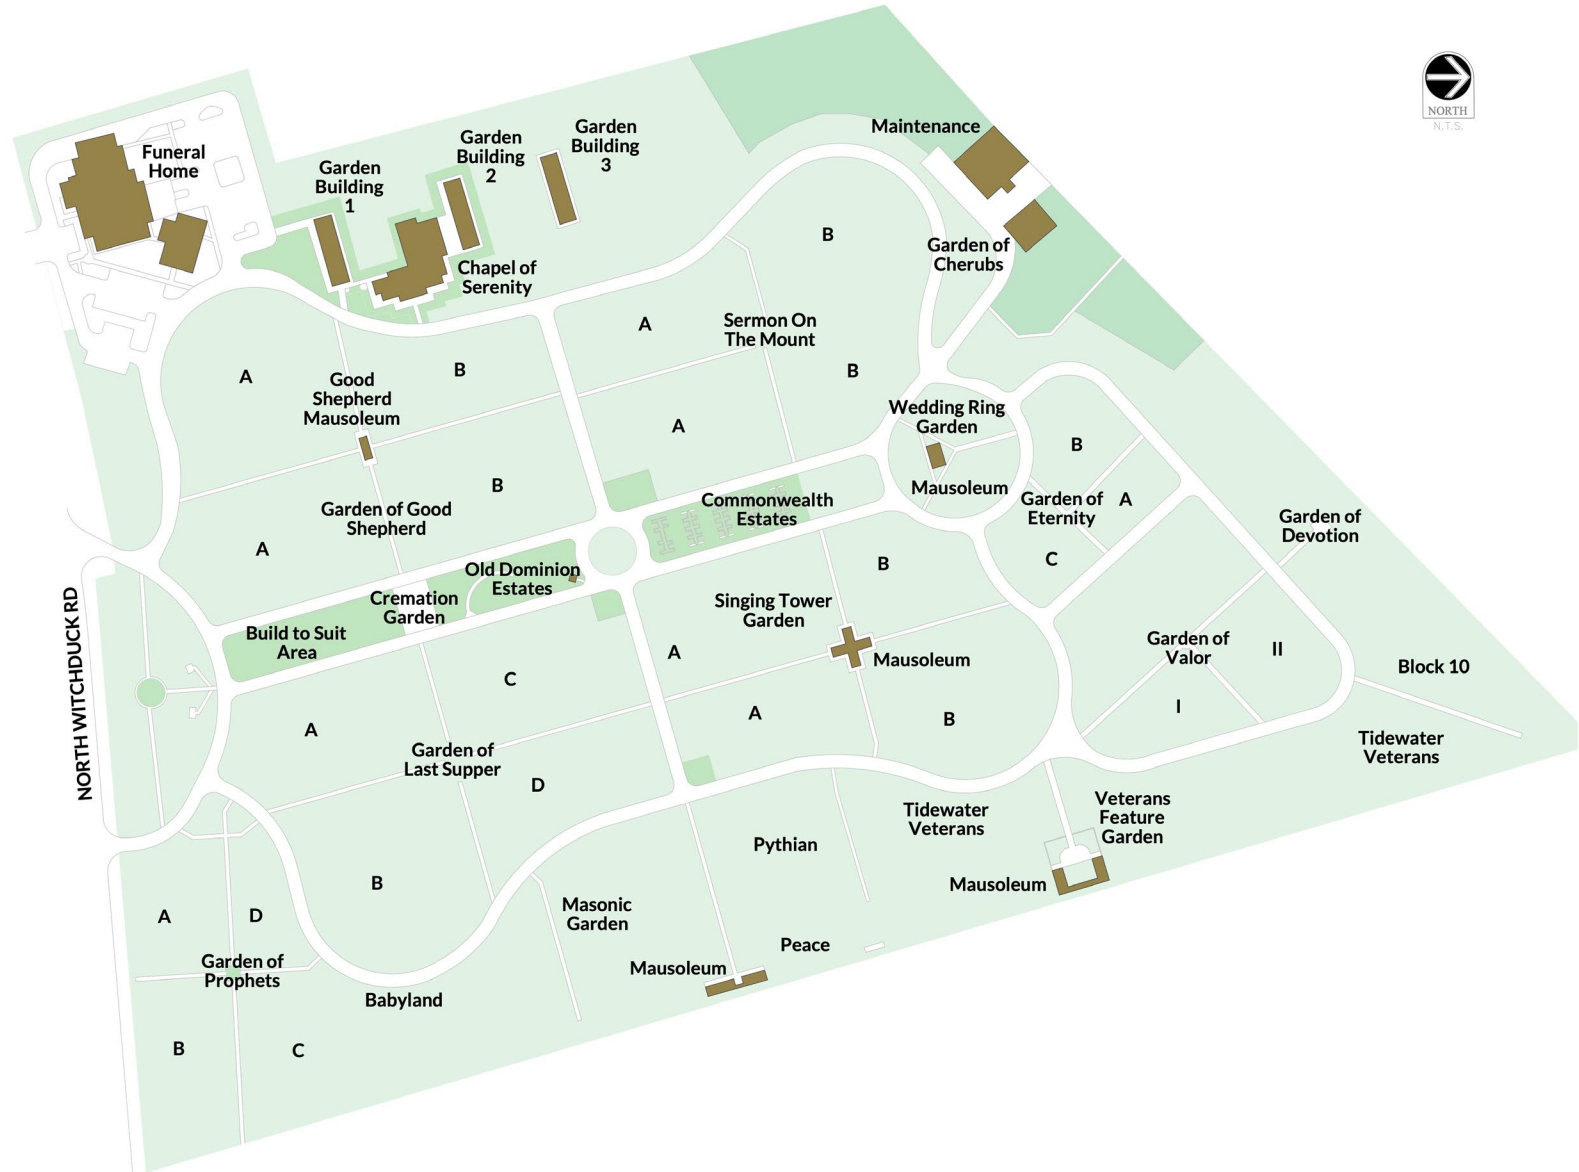 NORTH
N.T.S.
Maintenance
Garden
Building
3
Garden
Building
2
Garden
Building
1
Funeral
Home
B
Garden of
Cherubs
Chapel of
Serenity
A
Sermon On
The Mount
B
B
A
Good
Shepherd
Mausoleum
Wedding Ring
Garden
A
B
Mausoleum
B
Garden of Good
Shepherd
Commonwealth
Estates
Garden of
Eternity
A
Garden of
Devotion
A
C
B
Old Dominion
Estates
Cremation
Garden
Singing Tower
Garden
Build to Suit
Area
NORTH WITCHDUCK RD
A
Mausoleum
Garden of
Valor
II
Block 10
C
A
A
B
I
Tidewater
Veterans
Garden of
Last Supper
D
Tidewater
Veterans
Veterans
Feature
Garden
Pythian
B
Mausoleum
A
D
Masonic
Garden
Peace
Garden of
Prophets
Mausoleum
Babyland
B
C